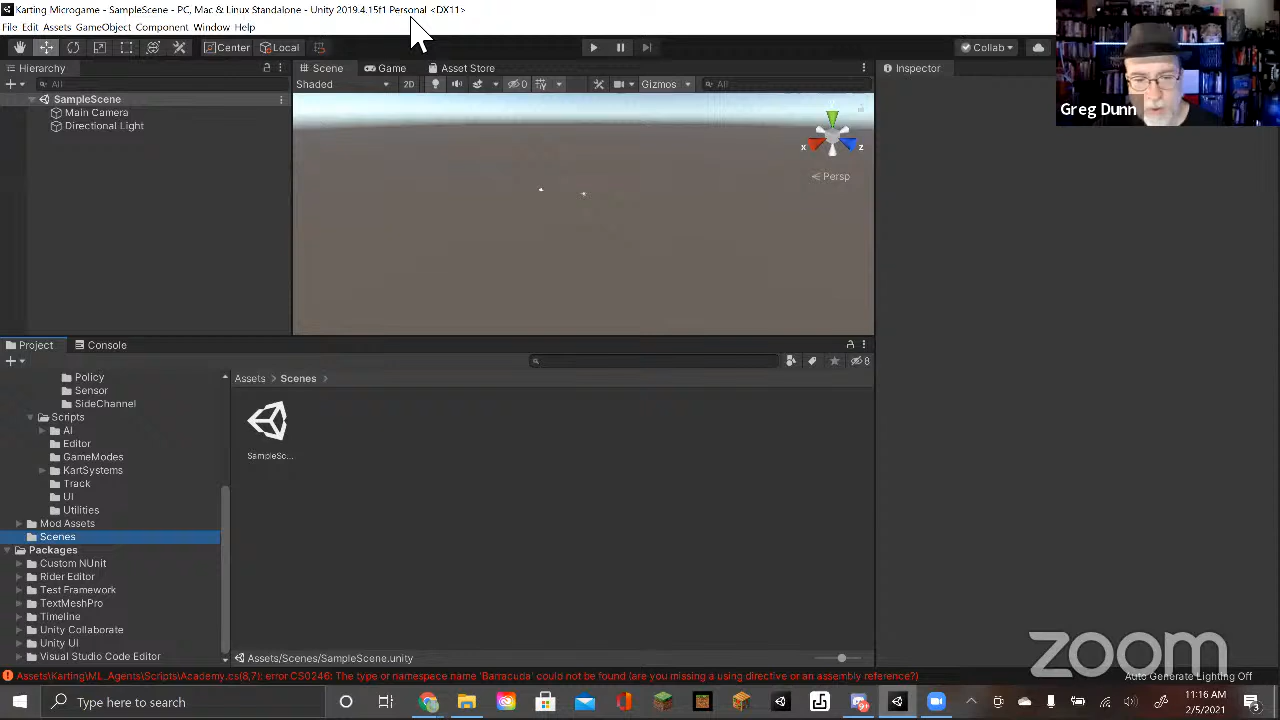 Karting Microgame - SampleScene - PC, Mac & Linux Standalone - Unity 2019.4.15f1 Personal <DX11>
File Edit Assets GameObject Component Window Help
Center Local Collab
Hierarchy
All
SampleScene
Main Camera
Directional Light
Scene Game Asset Store
Shaded 2D 0 Gizmos All
x z
Persp
Inspector
Greg Dunn
Project Console
8
Policy
Sensor
SideChannel
Scripts
AI
Editor
GameModes
KartSystems
Track
UI
Utilities
Mod Assets
Scenes
Packages
Custom NUnit
Rider Editor
Test Framework
TextMeshPro
Timeline
Unity Collaborate
Unity UI
Visual Studio Code Editor
Assets > Scenes >
SampleSc...
Assets/Scenes/SampleScene.unity
zoom
Auto Generate Lighting Off
Assets\Karting\ML_Agents\Scripts\Academy.cs(8,7): error CS0246: The type or namespace name 'Barracuda' could not be found (are you missing a using directive or an assembly reference?)
Type here to search
11:16 AM
2/5/2021
3